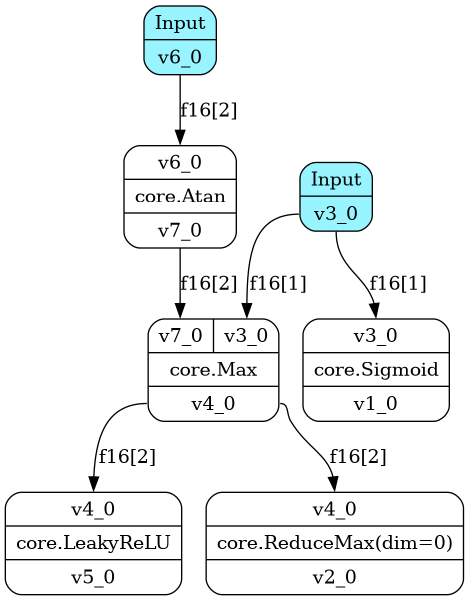 Input
v6_0
f16[2]
v6_0
core.Atan
v7_0
Input
v3_0
f16[2]
f16[1]
f16[1]
v7_0 v3_0
core.Max
v4_0
v3_0
core.Sigmoid
v1_0
f16[2]
f16[2]
v4_0
core.LeakyReLU
v5_0
v4_0
core.ReduceMax(dim=0)
v2_0